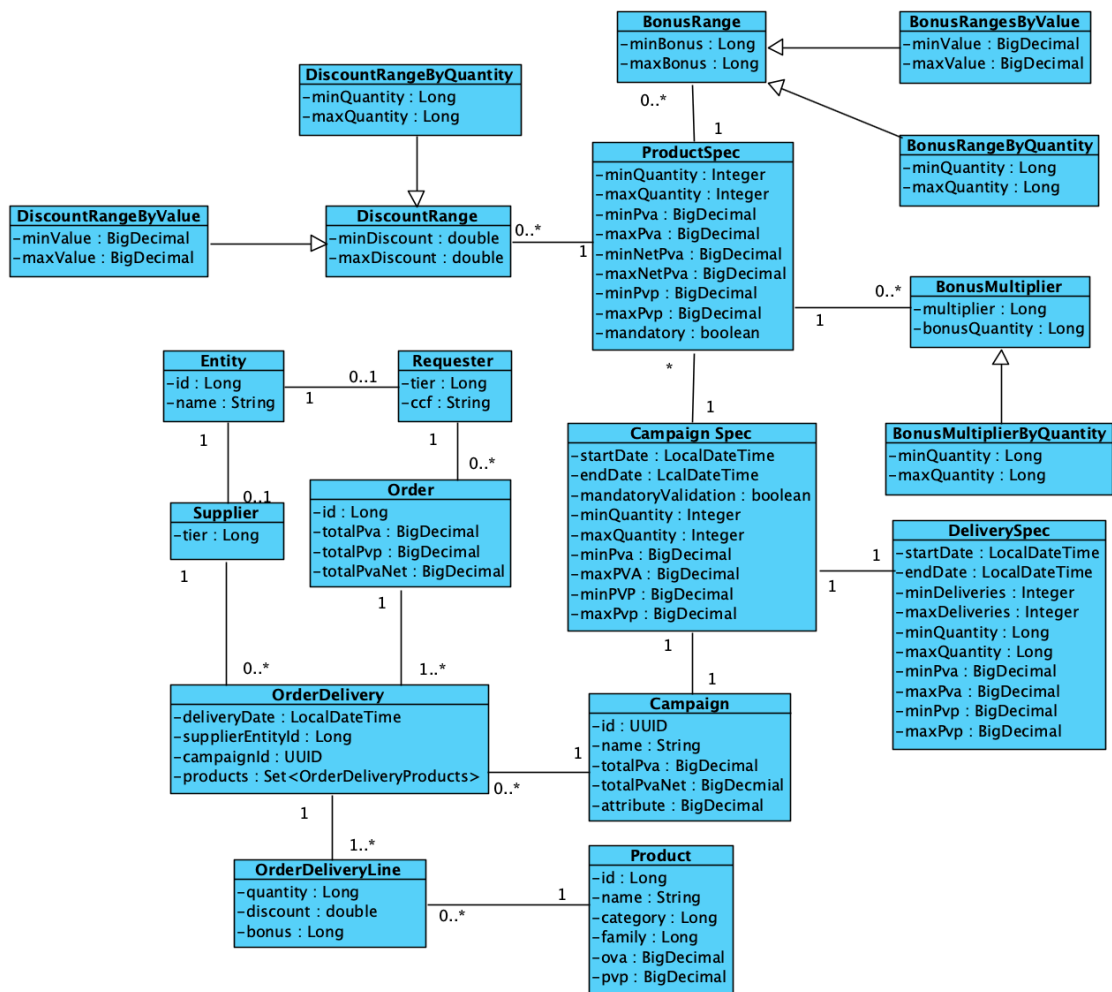 BonusRange
-minBonus : Long
-maxBonus : Long
BonusRangesByValue
-minValue : BigDecimal
-maxValue : BigDecimal
DiscountRangeByQuantity
-minQuantity : Long
-maxQuantity : Long
0..*
1
BonusRangeByQuantity
-minQuantity : Long
-maxQuantity : Long
ProductSpec
-minQuantity : Integer
-maxQuantity : Integer
-minPva : BigDecimal
-maxPva : BigDecimal
-minNetPva : BigDecimal
-maxNetPva : BigDecimal
-minPvp : BigDecimal
-maxPvp : BigDecimal
-mandatory : boolean
DiscountRangeByValue
-minValue : BigDecimal
-maxValue : BigDecimal
DiscountRange
-minDiscount : double
-maxDiscount : double
0..*
1
0..*
1
BonusMultiplier
-multiplier : Long
-bonusQuantity : Long
Entity
-id : Long
-name : String
0..1
1
Requester
-tier : Long
-ccf : String
*
1
1
0..1
1
0..*
Campaign Spec
-startDate : LocalDateTime
-endDate : LcalDateTime
-mandatoryValidation : boolean
-minQuantity : Integer
-maxQuantity : Integer
-minPva : BigDecimal
-maxPVA : BigDecimal
-minPVP : BigDecimal
-maxPvp : BigDecimal
BonusMultiplierByQuantity
-minQuantity : Long
-maxQuantity : Long
Supplier
-tier : Long
Order
-id : Long
-totalPva : BigDecimal
-totalPvp : BigDecimal
-totalPvaNet : BigDecimal
DeliverySpec
-startDate : LocalDateTime
-endDate : LocalDateTime
-minDeliveries : Integer
-maxDeliveries : Integer
-minQuantity : Long
-maxQuantity : Long
-minPva : BigDecimal
-maxPva : BigDecimal
-minPvp : BigDecimal
-maxPvp : BigDecimal
1
1
1
0..*
1
1..*
1
1
OrderDelivery
-deliveryDate : LocalDateTime
-supplierEntityId : Long
-campaignId : UUID
-products : Set<OrderDeliveryProducts>
Campaign
-id : UUID
-name : String
-totalPva : BigDecimal
-totalPvaNet : BigDecmial
-attribute : BigDecimal
1
0..*
1
1..*
OrderDeliveryLine
-quantity : Long
-discount : double
-bonus : Long
1
0..*
Product
-id : Long
-name : String
-category : Long
-family : Long
-ova : BigDecimal
-pvp : BigDecimal